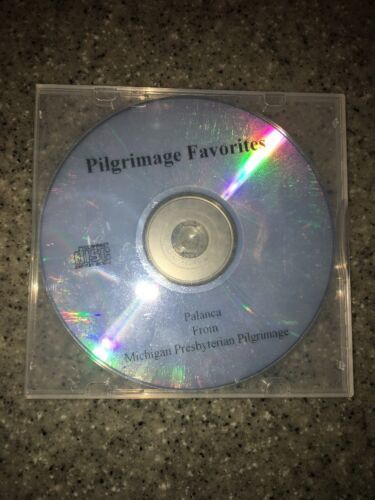 Pilgrimage Favorites
Palanca
From
Michigan Presbyterian Pilgrimage